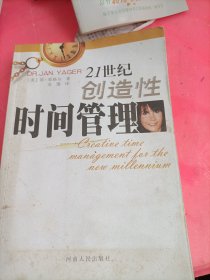 DR JAN YAGER
21世纪
创造性
时间管理
Creative time
management for the
new millennium
河南人民出版社